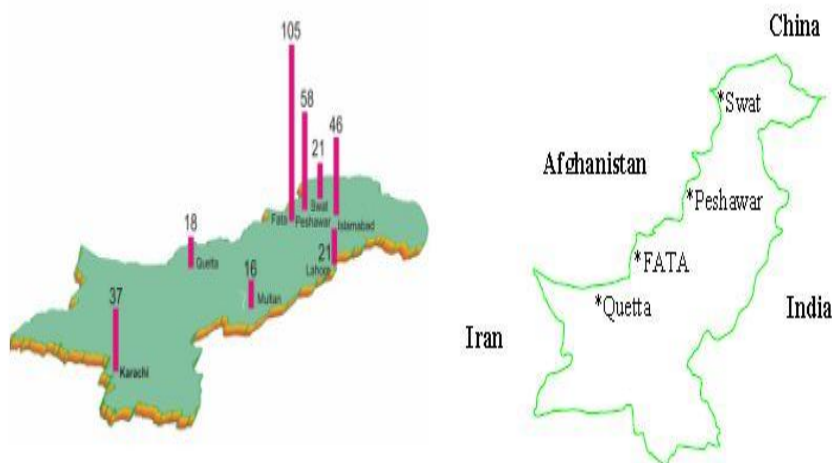 105
58
46
21
Swat
Fata
Peshawar
Islamabad
18
Quetta
21
Lahore
16
Multan
37
Karachi
China
*Swat
Afghanistan
*Peshawar
*FATA
*Quetta
India
Iran